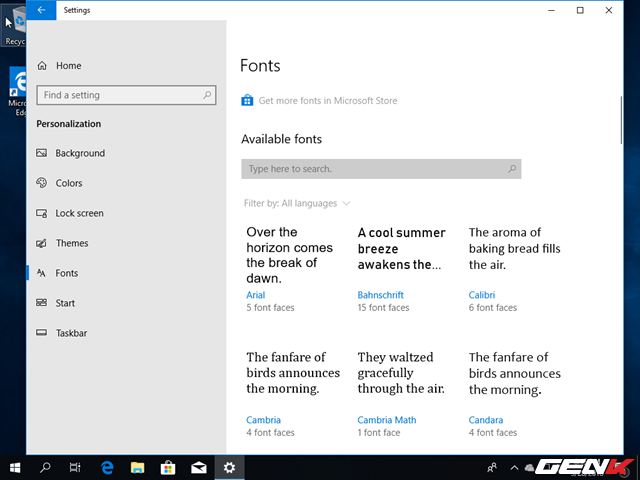 Settings
Recyc
Micros
Edg
Home
Find a setting
Personalization
Background
Colors
Lock screen
Themes
Fonts
Start
Taskbar
Fonts
Get more fonts in Microsoft Store
Available fonts
Type here to search.
Filter by: All languages
Over the
horizon comes
the break of
dawn.
Arial
5 font faces
A cool summer
breeze
awakens the...
Bahnschrift
15 font faces
The aroma of
baking bread fills
the air.
Calibri
6 font faces
The fanfare of
birds announces
the morning.
Cambria
4 font faces
They waltzed
gracefully
through the air.
Cambria Math
1 font face
The fanfare of
birds announces
the morning.
Candara
4 font faces
GENK